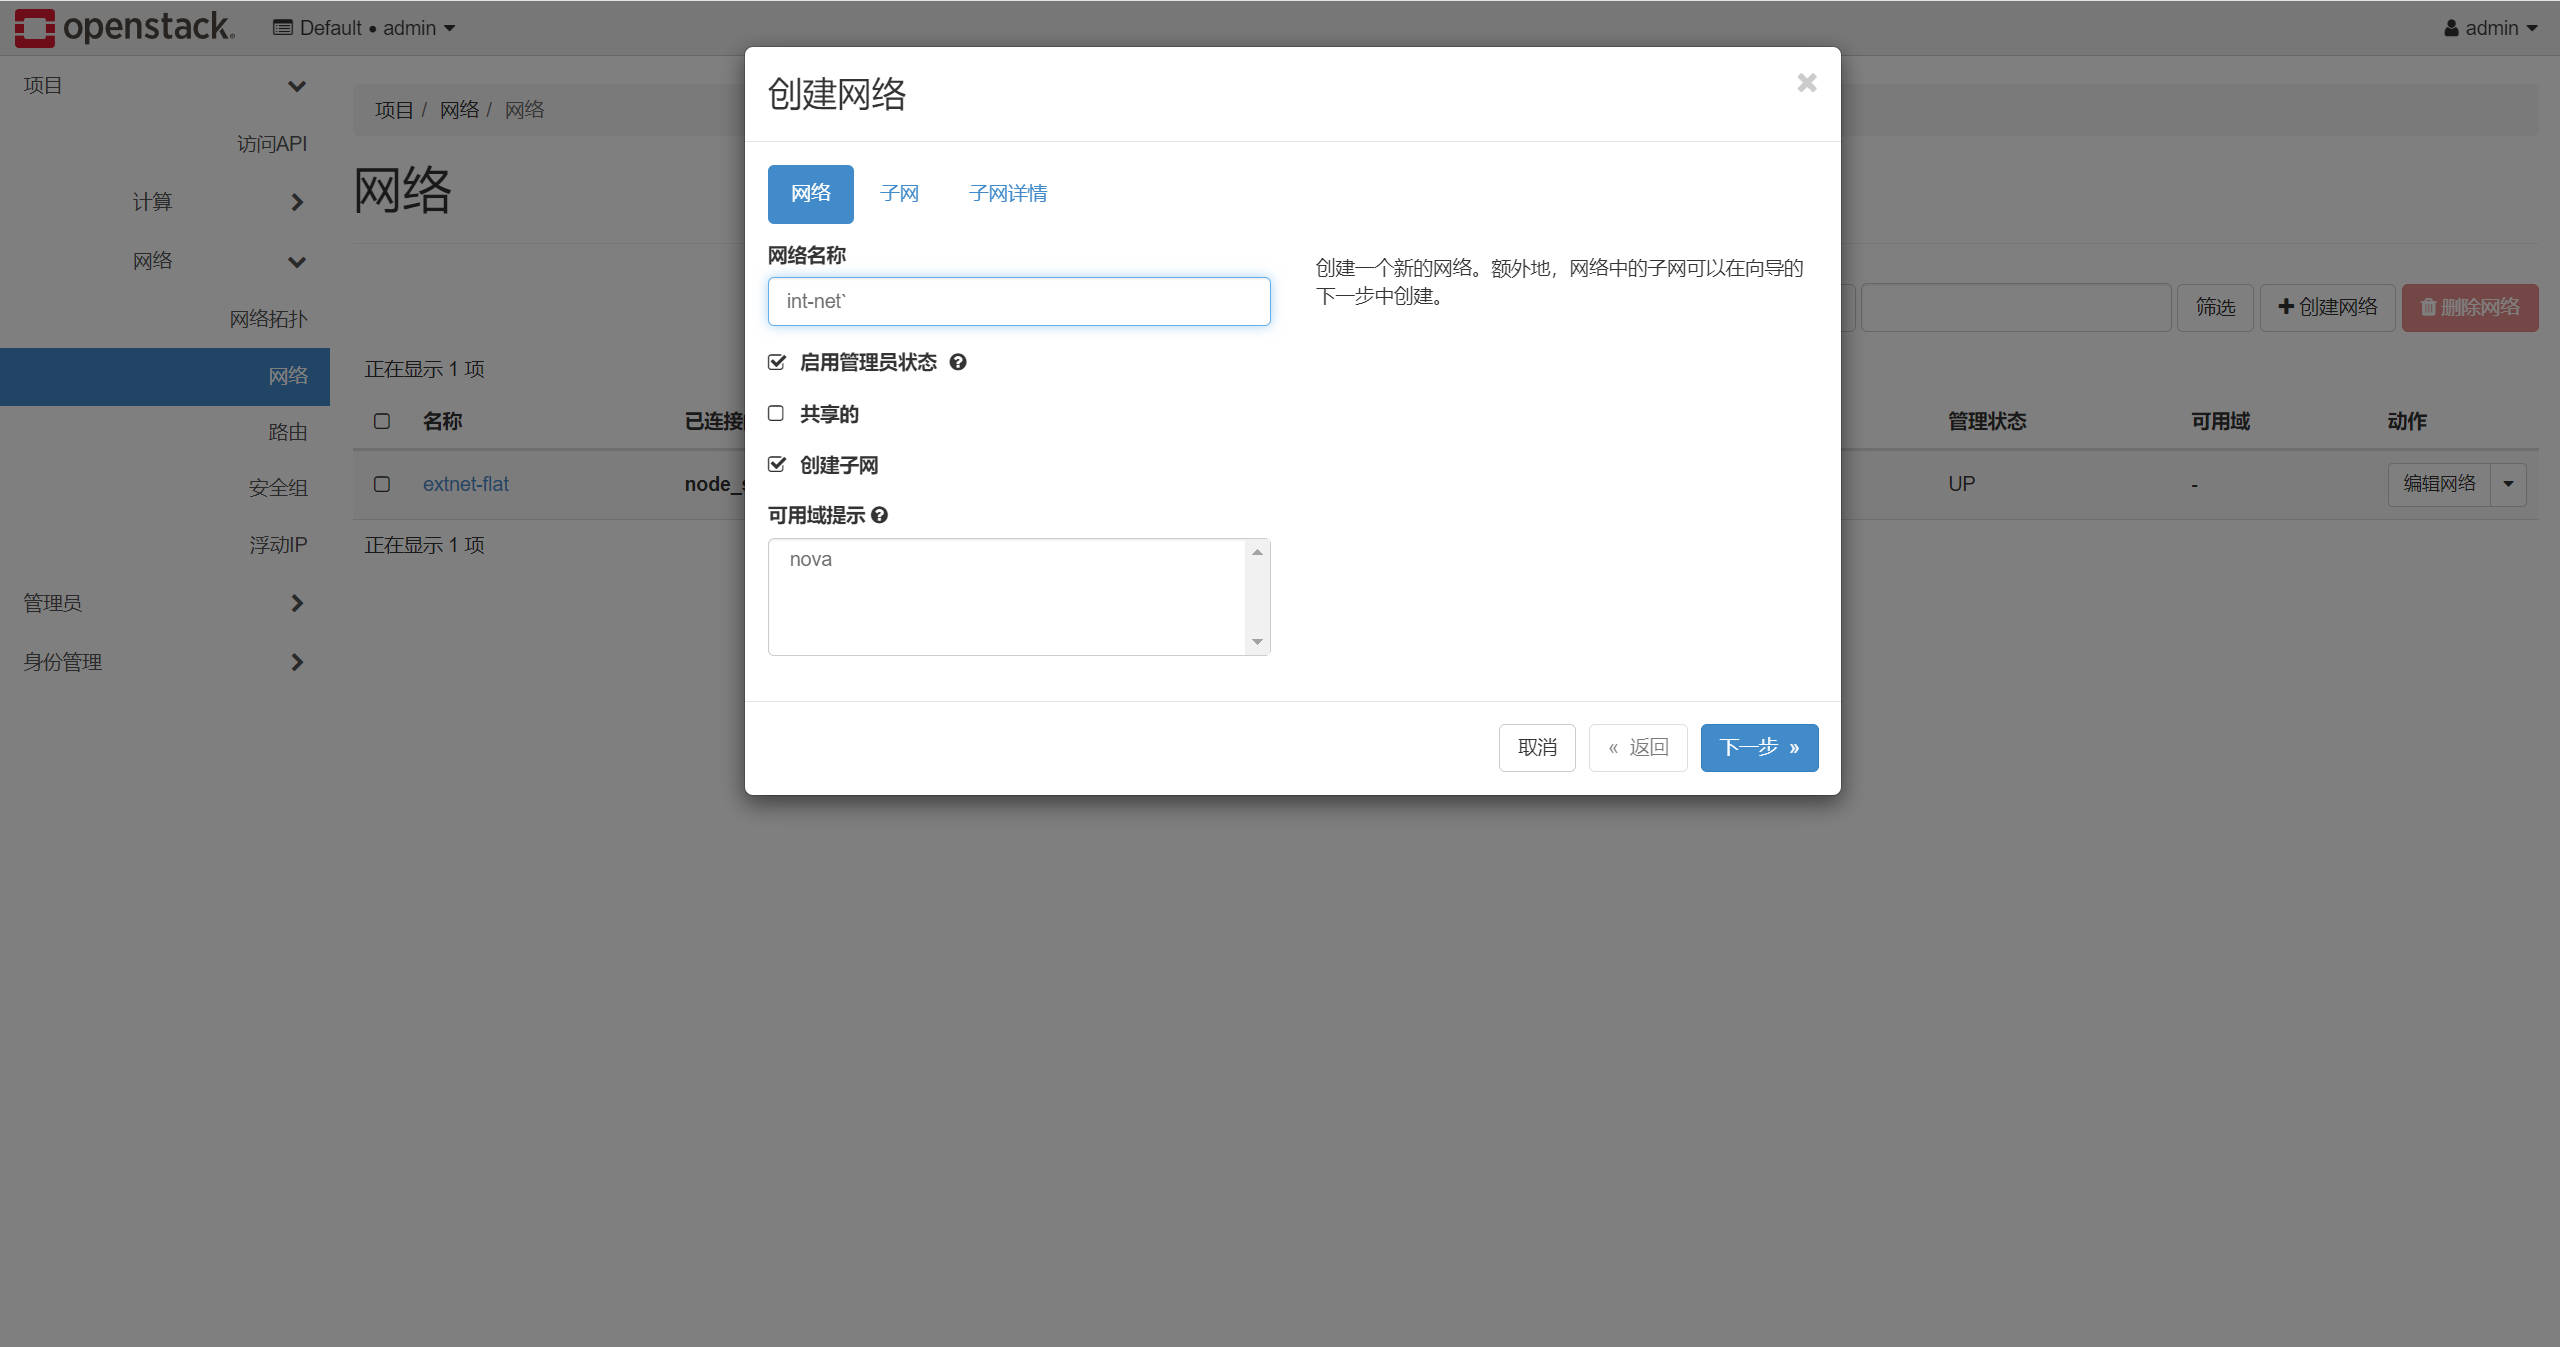 openstack.
Default • admin
admin
项目
访问API
计算
网络
网络拓扑
网络
路由
安全组
浮动IP
管理员
身份管理
项目 / 网络 / 网络
网络
筛选
创建网络
删除网络
正在显示 1 项
名称 已连接 管理状态 可用域 动作
extnet-flat UP - 编辑网络
正在显示 1 项
创建网络
网络 子网 子网详情
网络名称
int-net`
启用管理员状态
共享的
创建子网
可用域提示
nova
创建一个新的网络。额外地，网络中的子网可以在向导的
下一步中创建。
取消 « 返回 下一步 »